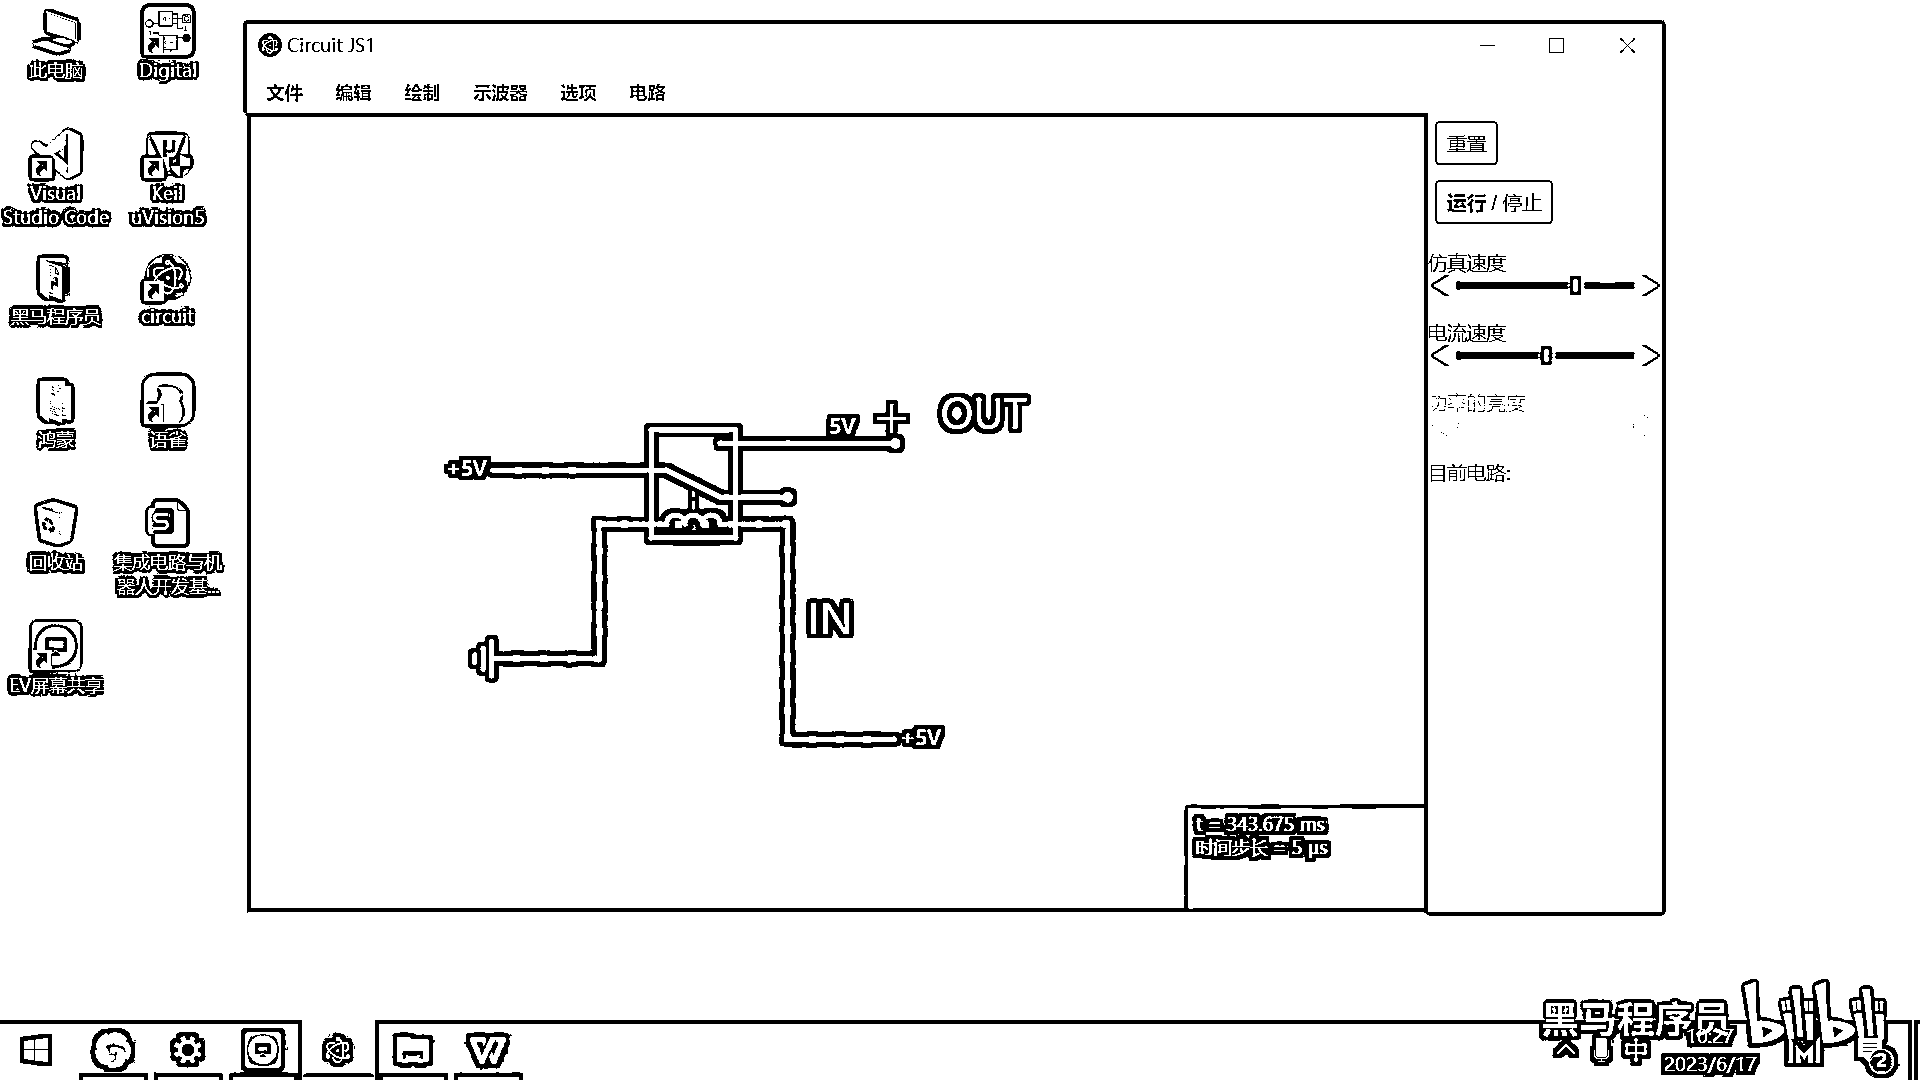 此电脑
Digital
Visual
Studio Code
Keil
uVision5
黑马程序员
circuit
鸿蒙
语雀
回收站
集成电路与机
器人开发基...
EV屏幕共享
Circuit JS1
文件 编辑 绘制 示波器 选项 电路
重置
运行 / 停止
仿真速度
电流速度
功率的亮度
目前电路:
5V + OUT
+5V
IN
+5V
t = 343.675 ms
时间步长 = 5 µs
黑马程序员 bilibili
中
16:27
2023/6/17
2